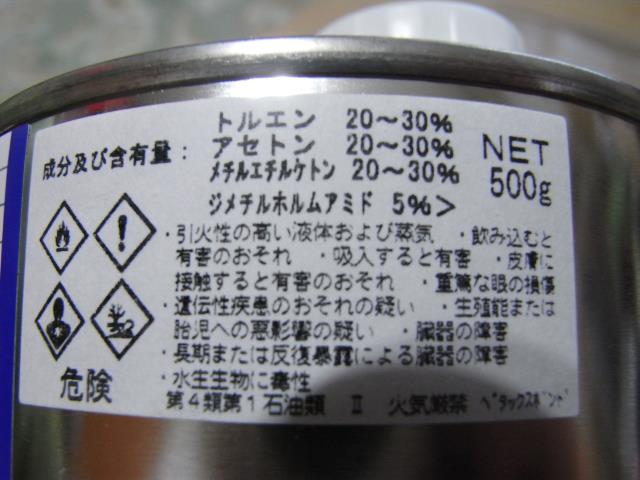 トルエン 20～30%
成分及び含有量： アセトン 20～30%
メチルエチルケトン 20～30%
ジメチルホルムアミド 5%>
NET
500g
・引火性の高い液体および蒸気 ・飲み込むと
有害のおそれ ・吸入すると有害 ・皮膚に
接触すると有害のおそれ ・重篤な眼の損傷
・遺伝性疾患のおそれの疑い ・生殖能または
胎児への悪影響の疑い ・臓器の障害
・長期または反復暴露による臓器の障害
・水生生物に毒性
危険
第4類第1石油類 Ⅱ 火気厳禁 ﾍﾞﾀｯｸｽﾎﾞﾝﾄﾞ